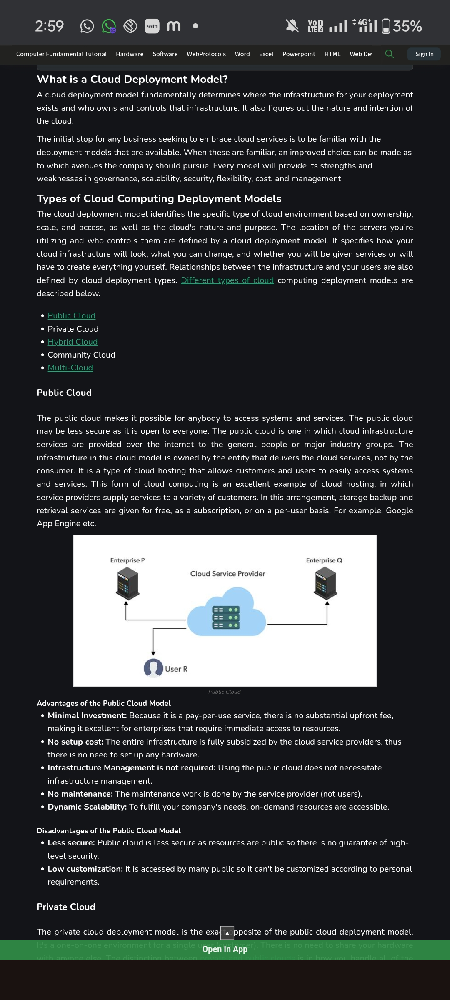 2:59
Paytm
m
VoD
LTE2
4G+
35%
Computer Fundamental Tutorial Hardware Software WebProtocols Word Excel Powerpoint HTML Web De
Sign In
What is a Cloud Deployment Model?
A cloud deployment model fundamentally determines where the infrastructure for your deployment
exists and who owns and controls that infrastructure. It also figures out the nature and intention of
the cloud.
The initial stop for any business seeking to embrace cloud services is to be familiar with the
deployment models that are available. When these are familiar, an improved choice can be made as
to which avenues the company should pursue. Every model will provide its strengths and
weaknesses in governance, scalability, security, flexibility, cost, and management
Types of Cloud Computing Deployment Models
The cloud deployment model identifies the specific type of cloud environment based on ownership,
scale, and access, as well as the cloud's nature and purpose. The location of the servers you're
utilizing and who controls them are defined by a cloud deployment model. It specifies how your
cloud infrastructure will look, what you can change, and whether you will be given services or will
have to create everything yourself. Relationships between the infrastructure and your users are also
defined by cloud deployment types. Different types of cloud computing deployment models are
described below.
• Public Cloud
• Private Cloud
• Hybrid Cloud
• Community Cloud
• Multi-Cloud
Public Cloud
The public cloud makes it possible for anybody to access systems and services. The public cloud
may be less secure as it is open to everyone. The public cloud is one in which cloud infrastructure
services are provided over the internet to the general people or major industry groups. The
infrastructure in this cloud model is owned by the entity that delivers the cloud services, not by the
consumer. It is a type of cloud hosting that allows customers and users to easily access systems
and services. This form of cloud computing is an excellent example of cloud hosting, in which
service providers supply services to a variety of customers. In this arrangement, storage backup and
retrieval services are given for free, as a subscription, or on a per-user basis. For example, Google
App Engine etc.
Enterprise P
Enterprise Q
Cloud Service Provider
User R
Public Cloud
Advantages of the Public Cloud Model
• Minimal Investment: Because it is a pay-per-use service, there is no substantial upfront fee,
making it excellent for enterprises that require immediate access to resources.
• No setup cost: The entire infrastructure is fully subsidized by the cloud service providers, thus
there is no need to set up any hardware.
• Infrastructure Management is not required: Using the public cloud does not necessitate
infrastructure management.
• No maintenance: The maintenance work is done by the service provider (not users).
• Dynamic Scalability: To fulfill your company's needs, on-demand resources are accessible.
Disadvantages of the Public Cloud Model
• Less secure: Public cloud is less secure as resources are public so there is no guarantee of high-
level security.
• Low customization: It is accessed by many public so it can't be customized according to personal
requirements.
Private Cloud
The private cloud deployment model is the exact opposite of the public cloud deployment model.
It's a one-on-one environment for a single user (customer). There is no need to share your hardware
Open In App
with anyone else. The distinction between private and public clouds is in how you handle all of the